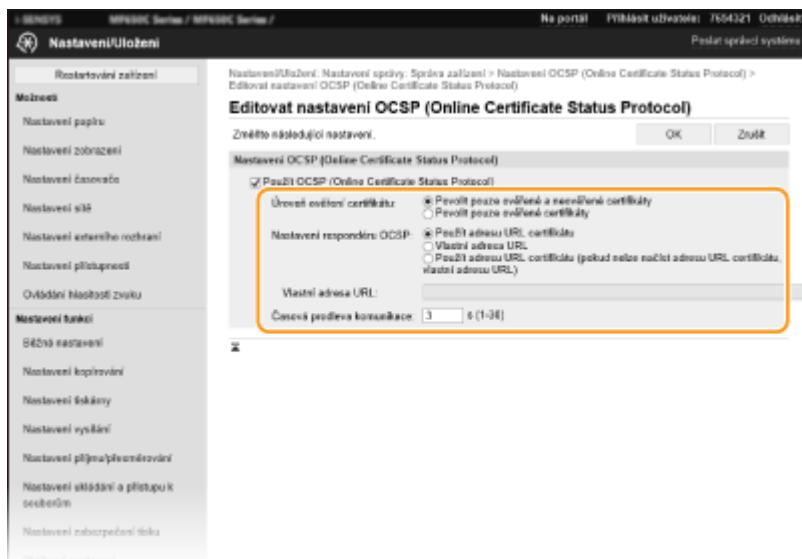 i-SENSYS MF650C Series / MF650C Series / Na portál Přihlásit uživatele: 7654321 Odhlásit
Nastavení/Uložení Poslat správci systému
Restartování zařízení
Možnosti
Nastavení papíru
Nastavení zobrazení
Nastavení časovače
Nastavení sítě
Nastavení externího rozhraní
Nastavení přístupnosti
Ovládání hlasitosti zvuku
Nastavení funkcí
Běžná nastavení
Nastavení kopírování
Nastavení tiskárny
Nastavení vysílání
Nastavení příjmu/přesměrování
Nastavení ukládání a přístupu k
souborům
Nastavení zabezpečení tisku
Nastavení/Uložení: Nastavení správy: Správa zařízení > Nastavení OCSP (Online Certificate Status Protocol) >
Editovat nastavení OCSP (Online Certificate Status Protocol)
Editovat nastavení OCSP (Online Certificate Status Protocol)
Změňte následující nastavení. OK Zrušit
Nastavení OCSP (Online Certificate Status Protocol)
Použít OCSP (Online Certificate Status Protocol)
Úroveň ověření certifikátu: Povolit pouze ověřené a neověřené certifikáty
Povolit pouze ověřené certifikáty
Nastavení respondéru OCSP: Použít adresu URL certifikátu
Vlastní adresa URL
Použít adresu URL certifikátu (pokud nelze načíst adresu URL certifikátu,
vlastní adresu URL)
Vlastní adresa URL:
Časová prodleva komunikace: 3 s (1-30)